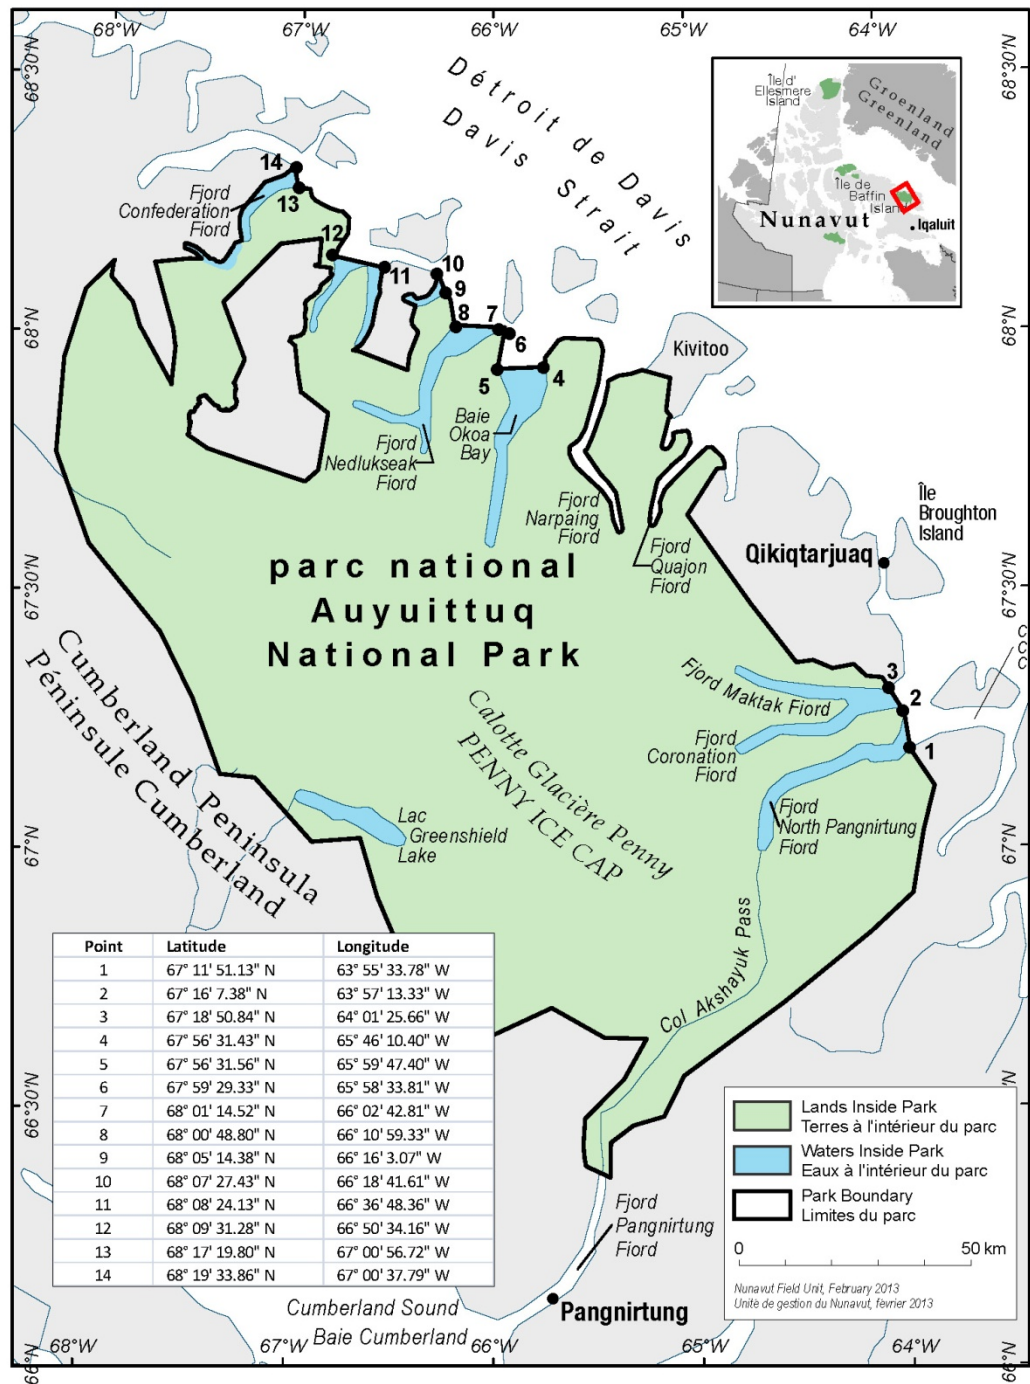 68°W
67°W
66°W
65°W
64°W
68°30'N
68°30'N
Détroit de Davis
Davis Strait
Île d'
Ellesmere
Island
Groenland
Greenland
Île de
Baffin
Island
Nunavut
Iqaluit
14
Fjord
Confederation
Fiord
13
12
11
10
9
8
7
6
5
4
68°N
68°N
Kivitoo
Baie
Okoa
Bay
Fjord
Nedlukseak
Fiord
Fjord
Narpaing
Fiord
Fjord
Quajon
Fiord
Île
Broughton
Island
Qikiqtarjuaq
parc national
Auyuittuq
National Park
67°30'N
67°30'N
C
C
C
3
2
1
Fjord Maktak Fiord
Fjord
Coronation
Fiord
Fjord
North Pangnirtung
Fiord
Cumberland Peninsula
Péninsule Cumberland
Calotte Glacière Penny
PENNY ICE CAP
Lac
Greenshield
Lake
67°N
67°N
Col Akshayuk Pass
Point Latitude Longitude
1 67° 11' 51.13" N 63° 55' 33.78" W
2 67° 16' 7.38" N 63° 57' 13.33" W
3 67° 18' 50.84" N 64° 01' 25.66" W
4 67° 56' 31.43" N 65° 46' 10.40" W
5 67° 56' 31.56" N 65° 59' 47.40" W
6 67° 59' 29.33" N 65° 58' 33.81" W
7 68° 01' 14.52" N 66° 02' 42.81" W
8 68° 00' 48.80" N 66° 10' 59.33" W
9 68° 05' 14.38" N 66° 16' 3.07" W
10 68° 07' 27.43" N 66° 18' 41.61" W
11 68° 08' 24.13" N 66° 36' 48.36" W
12 68° 09' 31.28" N 66° 50' 34.16" W
13 68° 17' 19.80" N 67° 00' 56.72" W
14 68° 19' 33.86" N 67° 00' 37.79" W
66°30'N
Lands Inside Park
Terres à l'intérieur du parc
Waters Inside Park
Eaux à l'intérieur du parc
Park Boundary
Limites du parc
0 50 km
Nunavut Field Unit, February 2013
Unité de gestion du Nunavut, février 2013
Fjord
Pangnirtung
Fiord
Pangnirtung
Cumberland Sound
Baie Cumberland
66°N
66°N
68°W
67°W
66°W
65°W
64°W